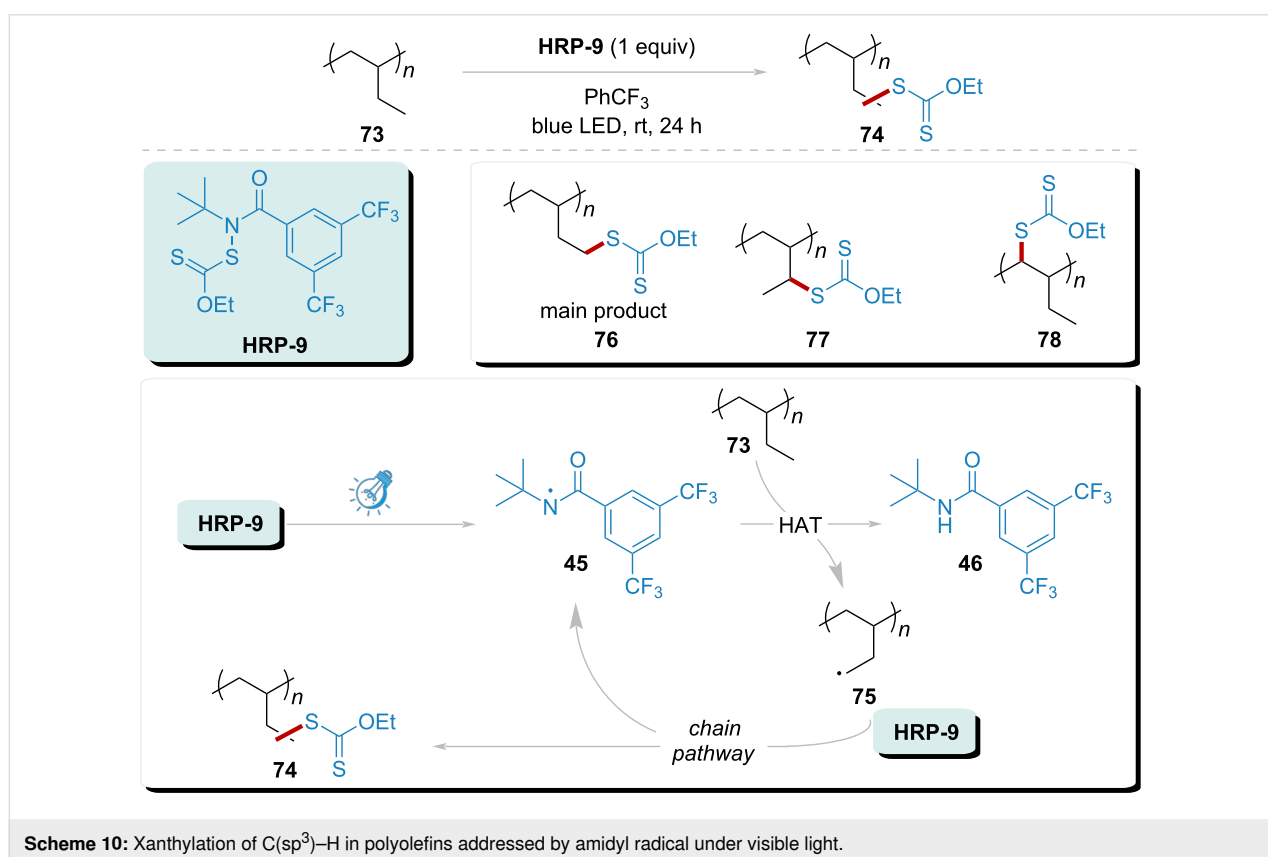 HRP-9 (1 equiv)
PhCF3
blue LED, rt, 24 h
n
73
n
S
OEt
S
74
O
N
CF3
S
S
OEt
CF3
HRP-9
n
S
OEt
S
main product
76
n
S
S
OEt
77
S
S
OEt
n
78
HRP-9
O
N
CF3
CF3
45
n
73
HAT
O
N
H
CF3
CF3
46
n
75
HRP-9
chain
pathway
n
S
OEt
S
74
Scheme 10: Xanthylation of C(sp3)–H in polyolefins addressed by amidyl radical under visible light.